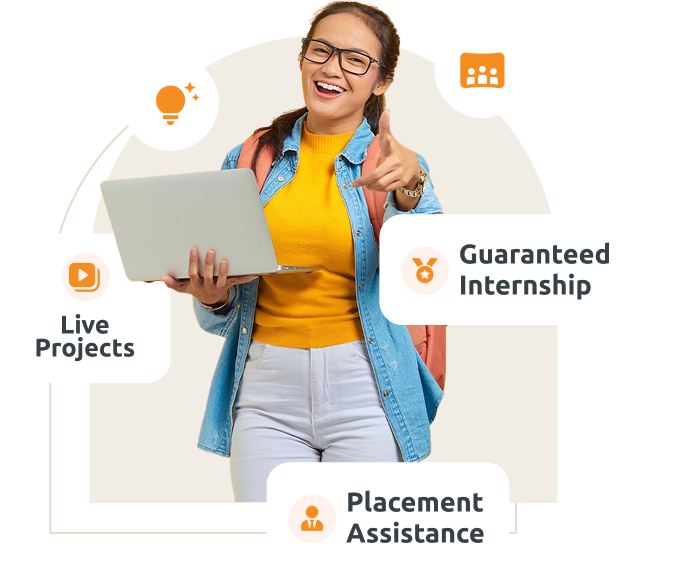 Guaranteed
Internship
Live
Projects
Placement
Assistance